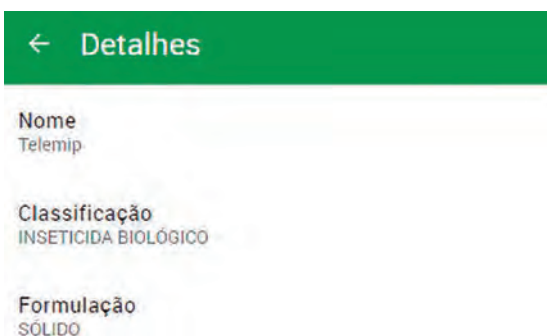 ← Detalhes
Nome
Telemip
Classificação
INSETICIDA BIOLÓGICO
Formulação
SÓLIDO